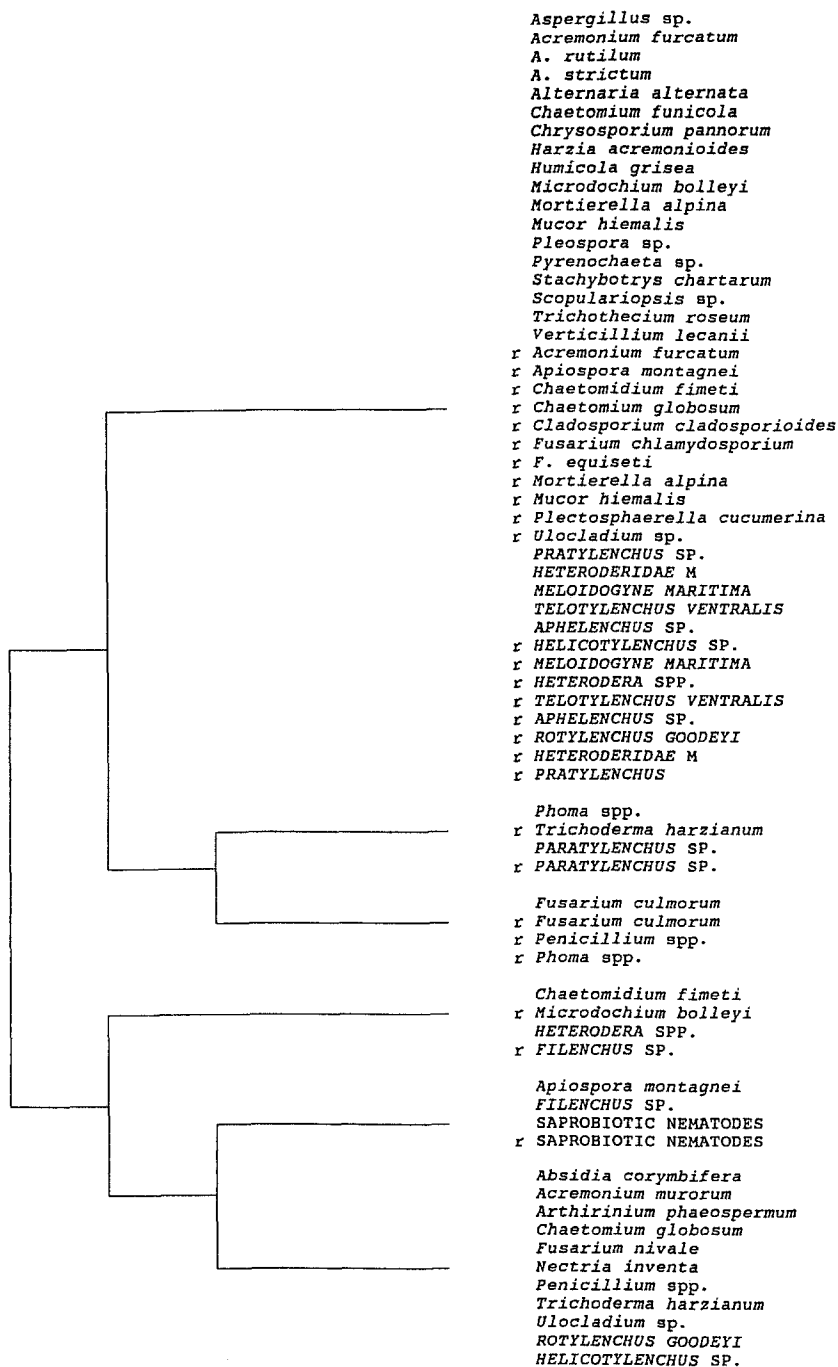 Aspergillus sp.
Acremonium furcatum
A. rutilum
A. strictum
Alternaria alternata
Chaetomium funicola
Chrysosporium pannorum
Harzia acremonioides
Humicola grisea
Microdochium bolleyi
Mortierella alpina
Mucor hiemalis
Pleospora sp.
Pyrenochaeta sp.
Stachybotrys chartarum
Scopulariopsis sp.
Trichothecium roseum
Verticillium lecanii
r Acremonium furcatum
r Apiospora montagnei
r Chaetomidium fimeti
r Chaetomium globosum
r Cladosporium cladosporioides
r Fusarium chlamydosporium
r F. equiseti
r Mortierella alpina
r Mucor hiemalis
r Plectosphaerella cucumerina
r Ulocladium sp.
PRATYLENCHUS SP.
HETERODERIDAE M
MELOIDOGYNE MARITIMA
TELOTYLENCHUS VENTRALIS
APHELENCHUS SP.
r HELICOTYLENCHUS SP.
r MELOIDOGYNE MARITIMA
r HETERODERA SPP.
r TELOTYLENCHUS VENTRALIS
r APHELENCHUS SP.
r ROTYLENCHUS GOODEYI
r HETERODERIDAE M
r PRATYLENCHUS
Phoma spp.
r Trichoderma harzianum
PARATYLENCHUS SP.
r PARATYLENCHUS SP.
Fusarium culmorum
r Fusarium culmorum
r Penicillium spp.
r Phoma spp.
Chaetomidium fimeti
r Microdochium bolleyi
HETERODERA SPP.
r FILENCHUS SP.
Apiospora montagnei
FILENCHUS SP.
SAPROBIOTIC NEMATODES
r SAPROBIOTIC NEMATODES
Absidia corymbifera
Acremonium murorum
Arthirinium phaeospermum
Chaetomium globosum
Fusarium nivale
Nectria inventa
Penicillium spp.
Trichoderma harzianum
Ulocladium sp.
ROTYLENCHUS GOODEYI
HELICOTYLENCHUS SP.